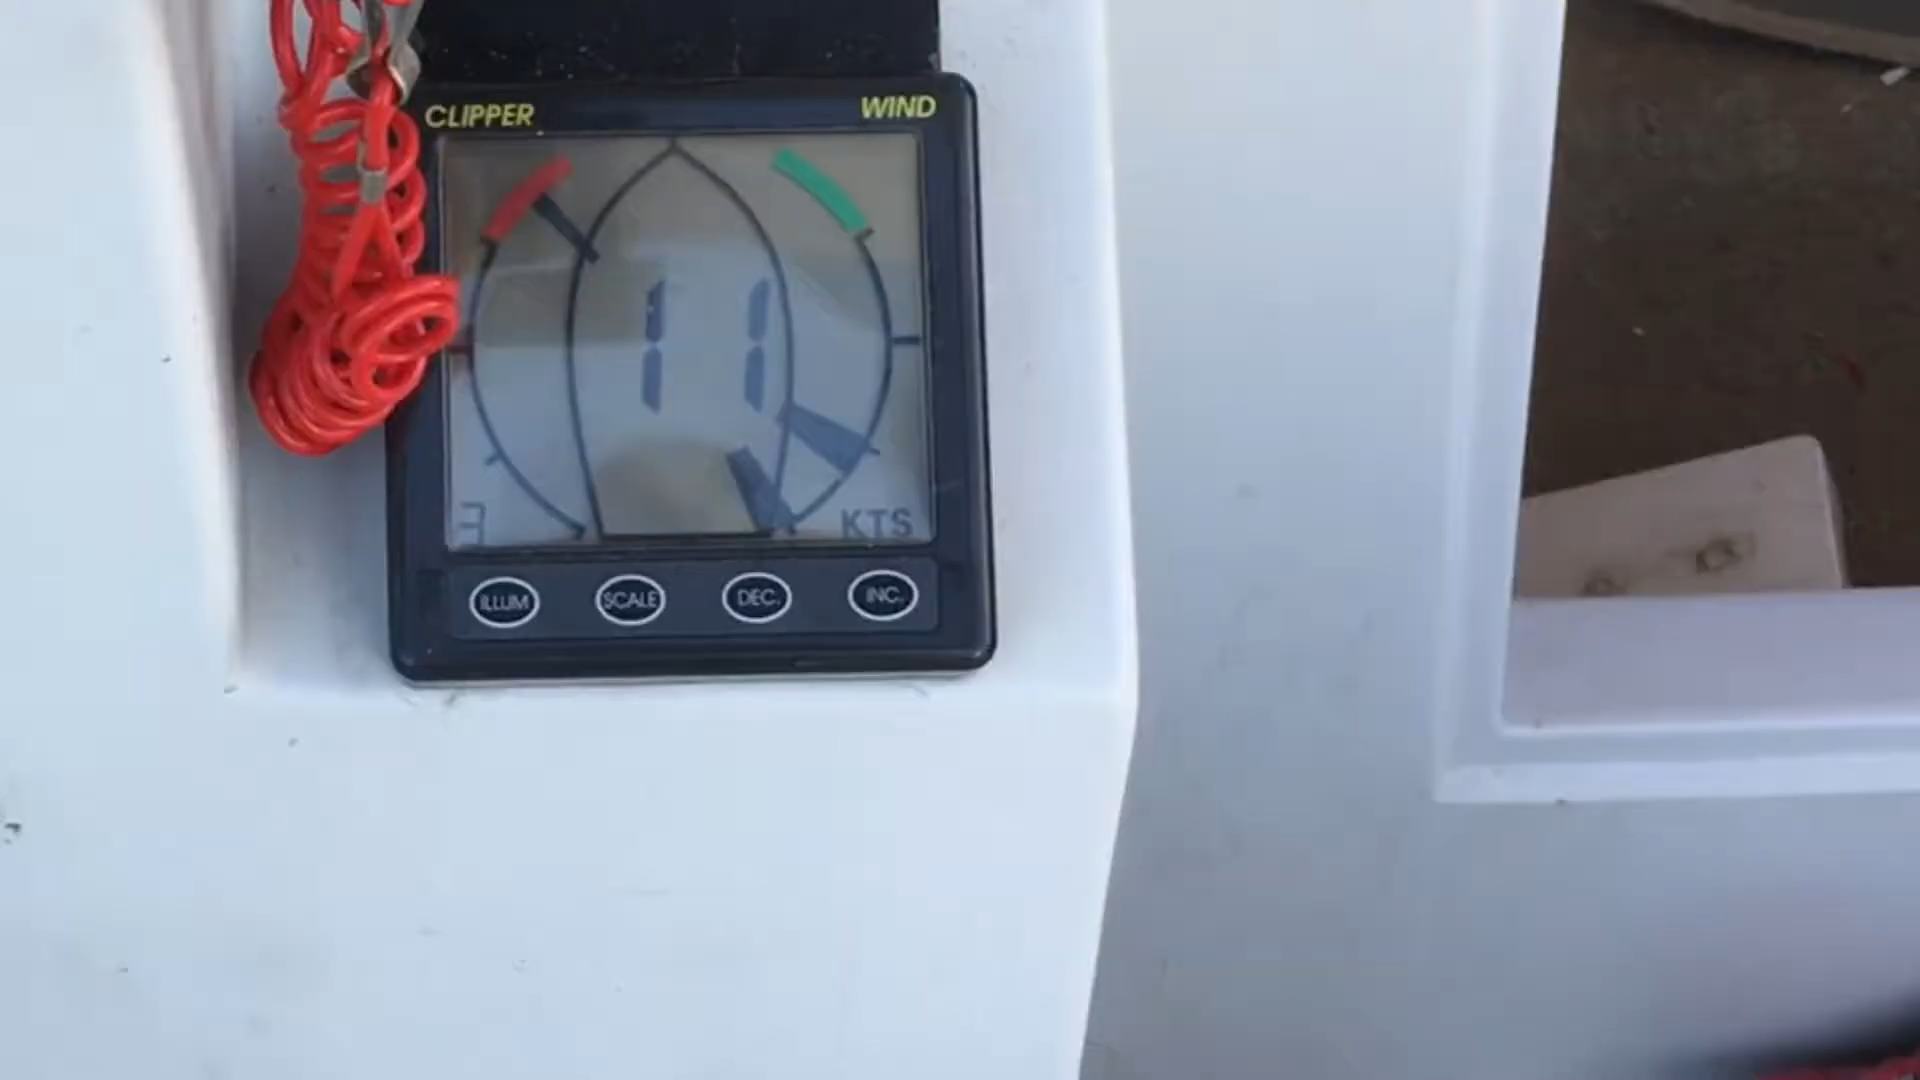 CLIPPER WIND
11
KTS
ILLUM SCALE DEC. INC.